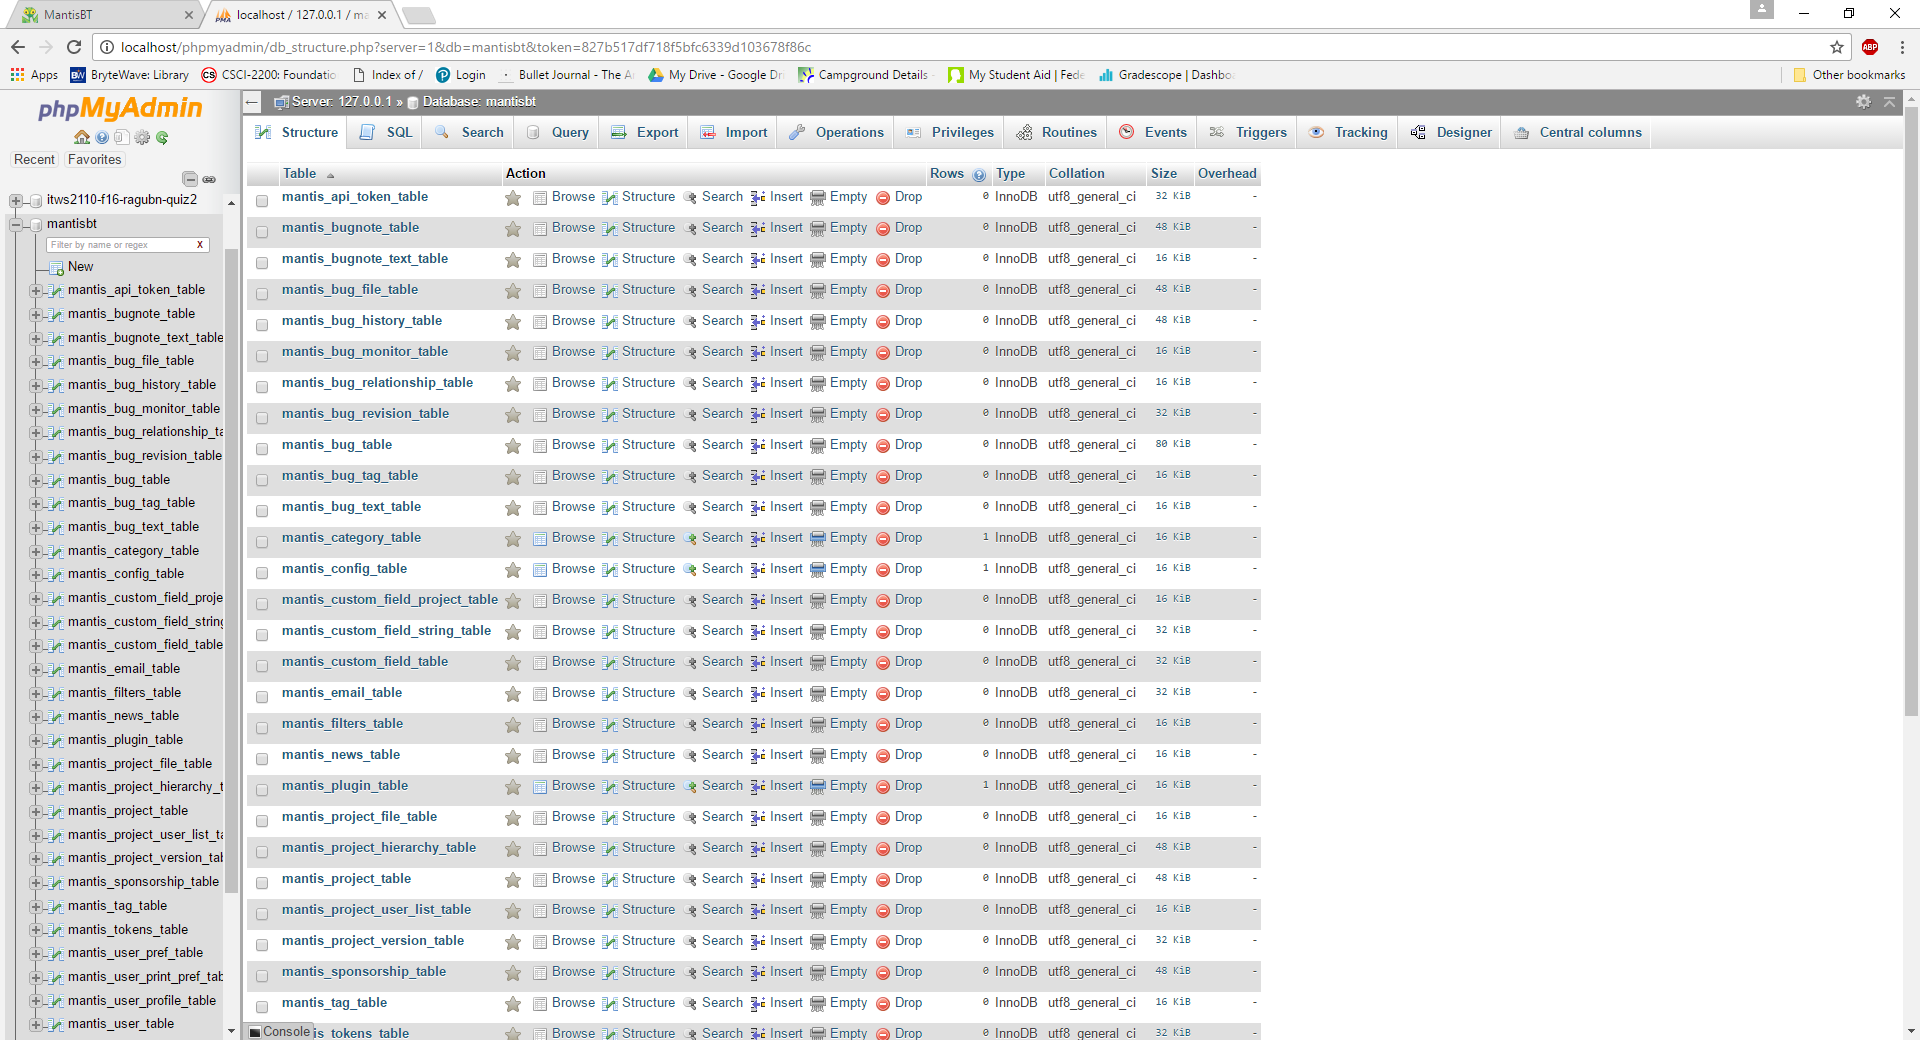 MantisBT
localhost / 127.0.0.1 / ma
localhost/phpmyadmin/db_structure.php?server=1&db=mantisbt&token=827b517df718f5bfc6339d103678f86c
ABP
Apps BryteWave: Library CSCI-2200: Foundatio Index of / Login Bullet Journal - The A My Drive - Google Dr Campground Details My Student Aid | Fede Gradescope | Dashbo Other bookmarks
phpMyAdmin
Recent Favorites
itws2110-f16-ragubn-quiz2
mantisbt
Filter by name or regex X
New
mantis_api_token_table
mantis_bugnote_table
mantis_bugnote_text_table
mantis_bug_file_table
mantis_bug_history_table
mantis_bug_monitor_table
mantis_bug_relationship_ta
mantis_bug_revision_table
mantis_bug_table
mantis_bug_tag_table
mantis_bug_text_table
mantis_category_table
mantis_config_table
mantis_custom_field_proje
mantis_custom_field_string
mantis_custom_field_table
mantis_email_table
mantis_filters_table
mantis_news_table
mantis_plugin_table
mantis_project_file_table
mantis_project_hierarchy_t
mantis_project_table
mantis_project_user_list_ta
mantis_project_version_tab
mantis_sponsorship_table
mantis_tag_table
mantis_tokens_table
mantis_user_pref_table
mantis_user_print_pref_tab
mantis_user_profile_table
mantis_user_table
Server: 127.0.0.1 » Database: mantisbt
Structure SQL Search Query Export Import Operations Privileges Routines Events Triggers Tracking Designer Central columns
Table Action Rows Type Collation Size Overhead
mantis_api_token_table Browse Structure Search Insert Empty Drop 0 InnoDB utf8_general_ci 32 KiB -
mantis_bugnote_table Browse Structure Search Insert Empty Drop 0 InnoDB utf8_general_ci 48 KiB -
mantis_bugnote_text_table Browse Structure Search Insert Empty Drop 0 InnoDB utf8_general_ci 16 KiB -
mantis_bug_file_table Browse Structure Search Insert Empty Drop 0 InnoDB utf8_general_ci 48 KiB -
mantis_bug_history_table Browse Structure Search Insert Empty Drop 0 InnoDB utf8_general_ci 48 KiB -
mantis_bug_monitor_table Browse Structure Search Insert Empty Drop 0 InnoDB utf8_general_ci 16 KiB -
mantis_bug_relationship_table Browse Structure Search Insert Empty Drop 0 InnoDB utf8_general_ci 16 KiB -
mantis_bug_revision_table Browse Structure Search Insert Empty Drop 0 InnoDB utf8_general_ci 32 KiB -
mantis_bug_table Browse Structure Search Insert Empty Drop 0 InnoDB utf8_general_ci 80 KiB -
mantis_bug_tag_table Browse Structure Search Insert Empty Drop 0 InnoDB utf8_general_ci 16 KiB -
mantis_bug_text_table Browse Structure Search Insert Empty Drop 0 InnoDB utf8_general_ci 16 KiB -
mantis_category_table Browse Structure Search Insert Empty Drop 1 InnoDB utf8_general_ci 16 KiB -
mantis_config_table Browse Structure Search Insert Empty Drop 1 InnoDB utf8_general_ci 16 KiB -
mantis_custom_field_project_table Browse Structure Search Insert Empty Drop 0 InnoDB utf8_general_ci 16 KiB -
mantis_custom_field_string_table Browse Structure Search Insert Empty Drop 0 InnoDB utf8_general_ci 32 KiB -
mantis_custom_field_table Browse Structure Search Insert Empty Drop 0 InnoDB utf8_general_ci 32 KiB -
mantis_email_table Browse Structure Search Insert Empty Drop 0 InnoDB utf8_general_ci 32 KiB -
mantis_filters_table Browse Structure Search Insert Empty Drop 0 InnoDB utf8_general_ci 16 KiB -
mantis_news_table Browse Structure Search Insert Empty Drop 0 InnoDB utf8_general_ci 16 KiB -
mantis_plugin_table Browse Structure Search Insert Empty Drop 1 InnoDB utf8_general_ci 16 KiB -
mantis_project_file_table Browse Structure Search Insert Empty Drop 0 InnoDB utf8_general_ci 16 KiB -
mantis_project_hierarchy_table Browse Structure Search Insert Empty Drop 0 InnoDB utf8_general_ci 48 KiB -
mantis_project_table Browse Structure Search Insert Empty Drop 0 InnoDB utf8_general_ci 48 KiB -
mantis_project_user_list_table Browse Structure Search Insert Empty Drop 0 InnoDB utf8_general_ci 16 KiB -
mantis_project_version_table Browse Structure Search Insert Empty Drop 0 InnoDB utf8_general_ci 32 KiB -
mantis_sponsorship_table Browse Structure Search Insert Empty Drop 0 InnoDB utf8_general_ci 48 KiB -
mantis_tag_table Browse Structure Search Insert Empty Drop 0 InnoDB utf8_general_ci 16 KiB -
Console is_tokens_table Browse Structure Search Insert Empty Drop 0 InnoDB utf8_general_ci 32 KiB -